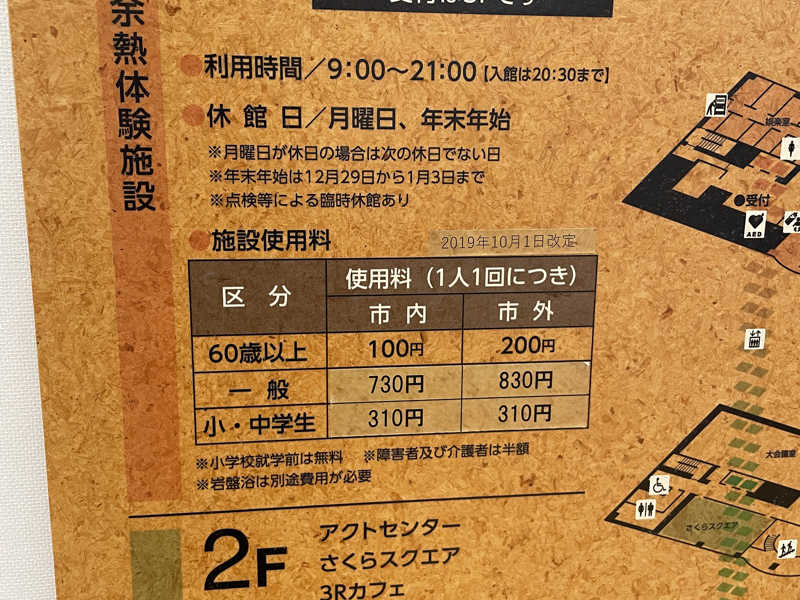 余熱体験施設
利用時間／9:00〜21:00【入館は20:30まで】
休館日／月曜日、年末年始
※月曜日が休日の場合は次の休日でない日
※年末年始は12月29日から1月3日まで
※点検等による臨時休館あり
施設使用料
2019年10月1日改定
区分 使用料（1人1回につき）
市内 市外
60歳以上 100円 200円
一般 730円 830円
小・中学生 310円 310円
※小学校就学前は無料 ※障害者及び介護者は半額
※岩盤浴は別途費用が必要
2F
アクトセンター
さくらスクエア
3Rカフェ
娯楽室
受付
AED
大会議室
さくらスクエア